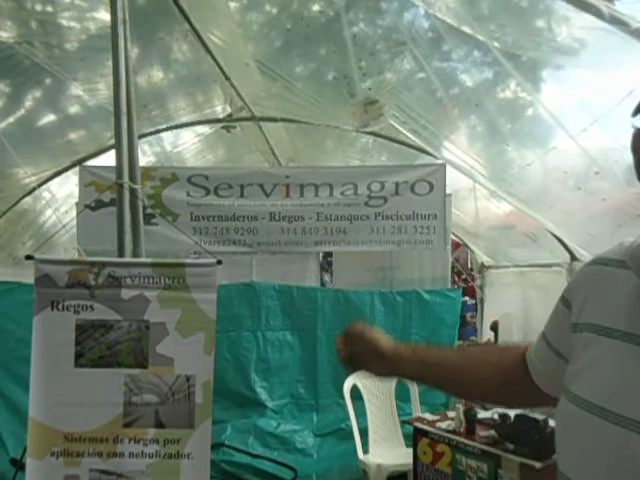 Servimagro
Invernaderos - Riegos - Estanques Piscicultura
317 748 9290 - 314 849 3194 - 311 281 3251
Servimagro
Riegos
Sistemas de riegos por
aplicación con nebulizador.
62